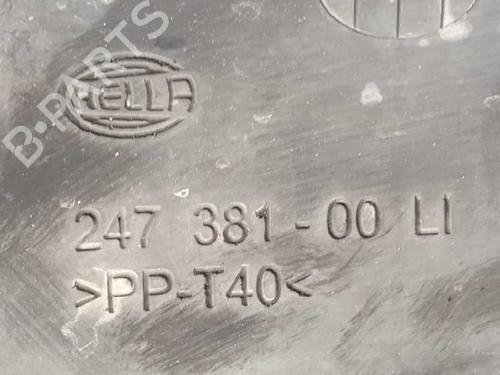 HELLA
B-PARTS
247 381-00 LI
>PP-T40<